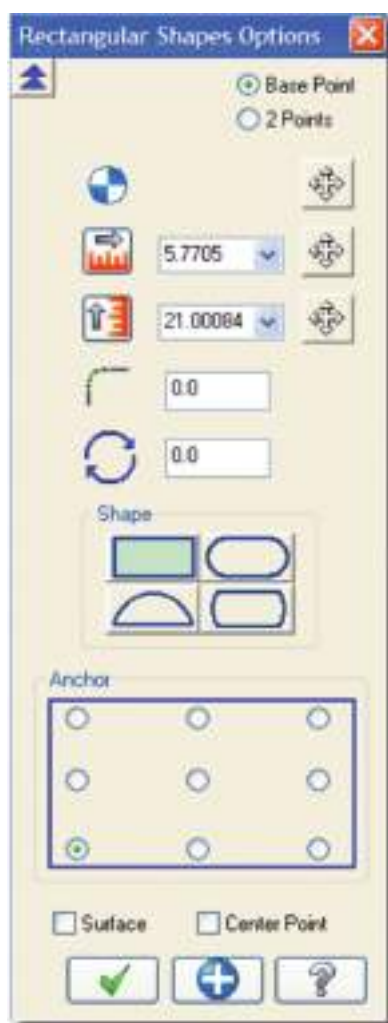 Rectangular Shapes Options
Base Point
2 Points
5.7705
21.00084
0.0
0.0
Shape
Anchor
Surface
Center Point